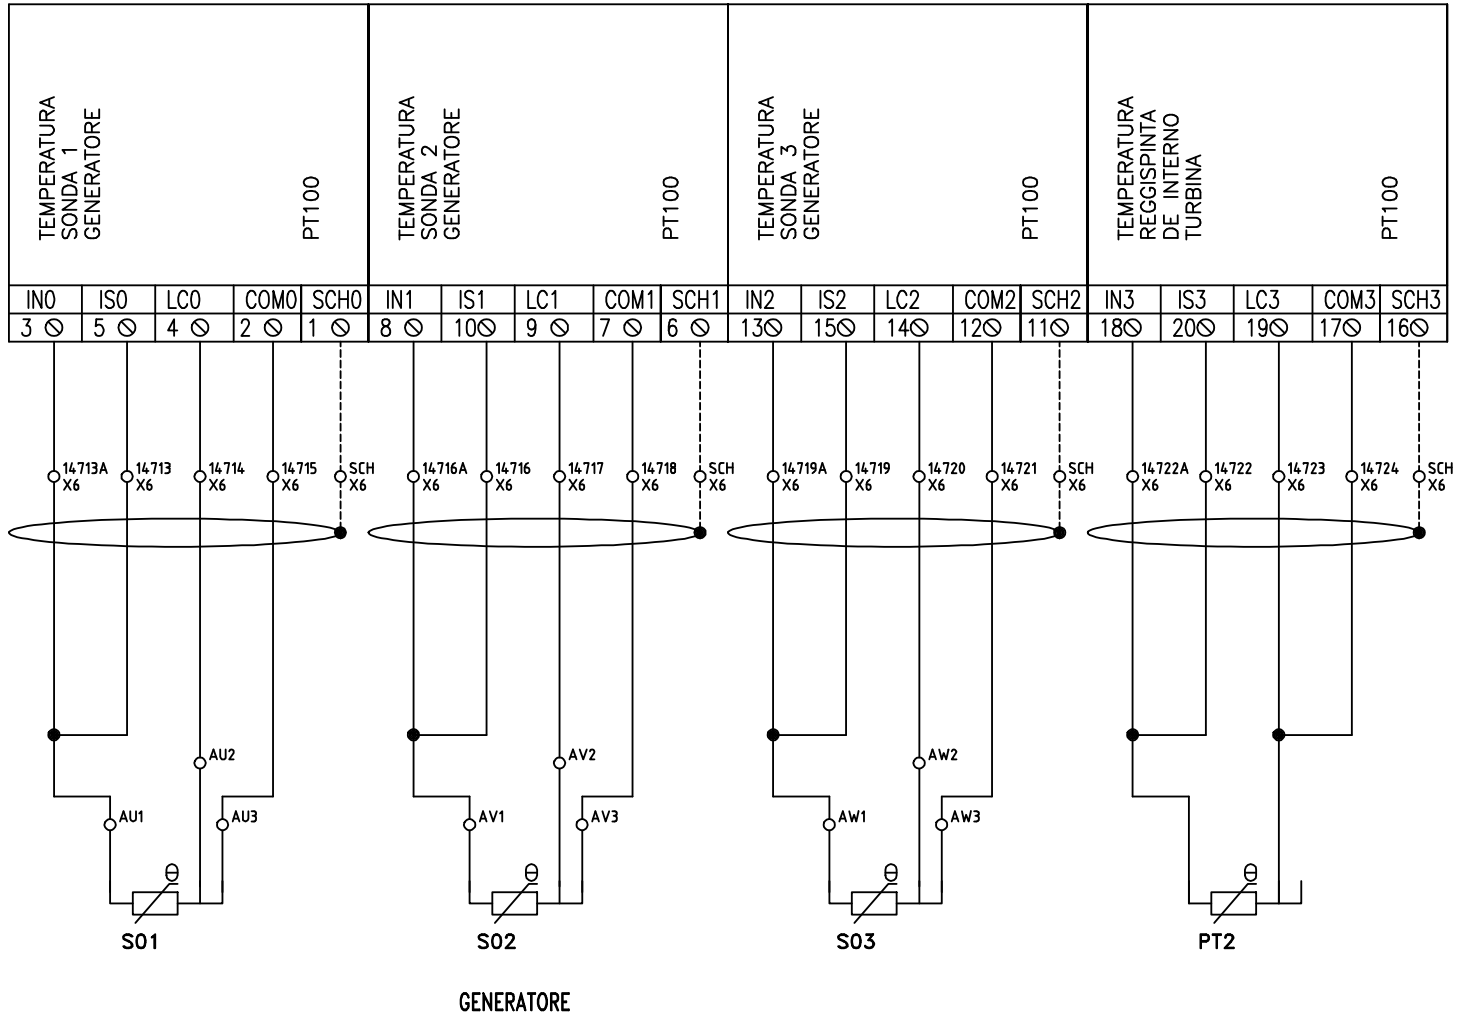 TEMPERATURA
SONDA 1
GENERATORE
PT100
TEMPERATURA
SONDA 2
GENERATORE
PT100
TEMPERATURA
SONDA 3
GENERATORE
PT100
TEMPERATURA
REGGISPINTA
DE INTERNO
TURBINA
PT100
IN0 IS0 LC0 COM0 SCH0 IN1 IS1 LC1 COM1 SCH1 IN2 IS2 LC2 COM2 SCH2 IN3 IS3 LC3 COM3 SCH3
3 5 4 2 1 8 10 9 7 6 13 15 14 12 11 18 20 19 17 16
14713A 14713 14714 14715 SCH 14716A 14716 14717 14718 SCH 14719A 14719 14720 14721 SCH 14722A 14722 14723 14724 SCH
X6 X6 X6 X6 X6 X6 X6 X6 X6 X6 X6 X6 X6 X6 X6 X6 X6 X6 X6 X6
AU2 AV2 AW2
AU1 AU3 AV1 AV3 AW1 AW3
Θ Θ Θ Θ
S01 S02 S03 PT2
GENERATORE